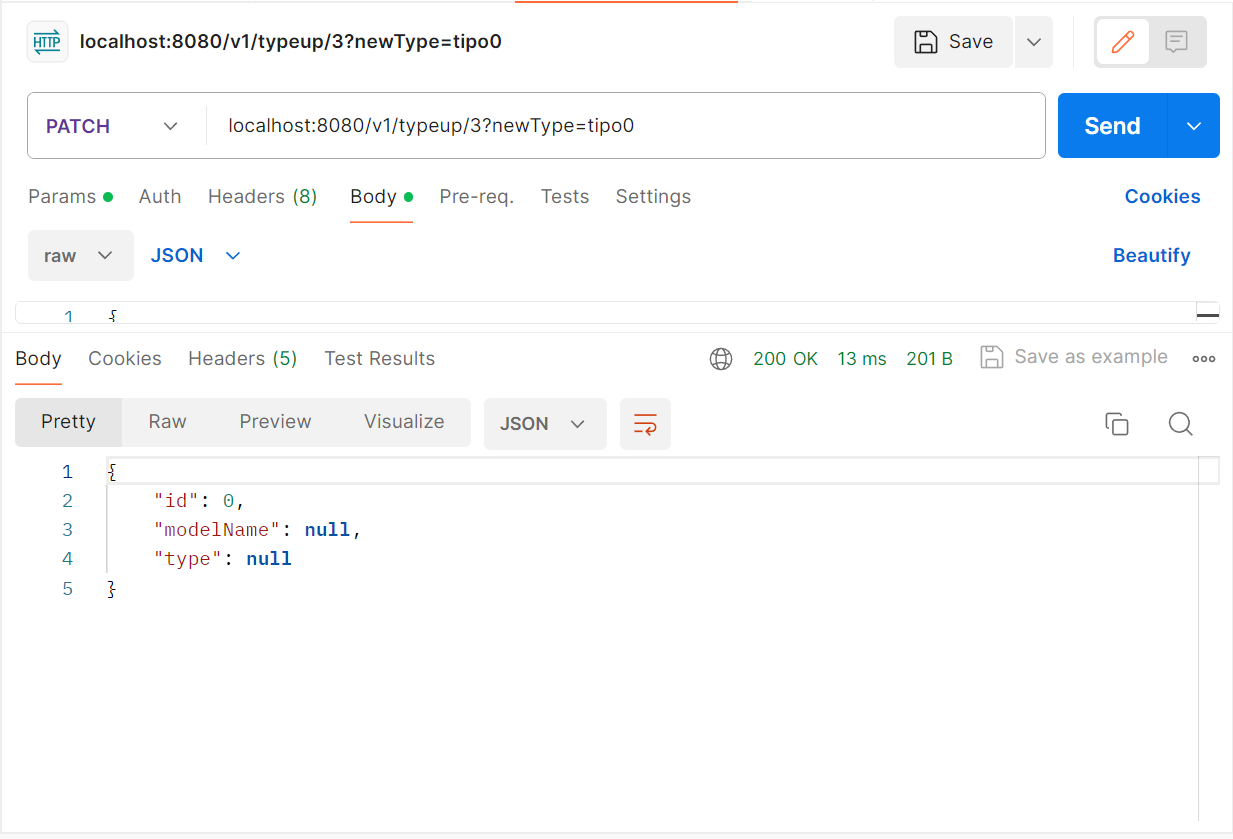 HTTP localhost:8080/v1/typeup/3?newType=tipo0 Save
PATCH localhost:8080/v1/typeup/3?newType=tipo0 Send
Params Auth Headers (8) Body Pre-req. Tests Settings Cookies
raw JSON Beautify
1 {
Body Cookies Headers (5) Test Results 200 OK 13 ms 201 B Save as example
Pretty Raw Preview Visualize JSON
1 {
2 "id": 0,
3 "modelName": null,
4 "type": null
5 }